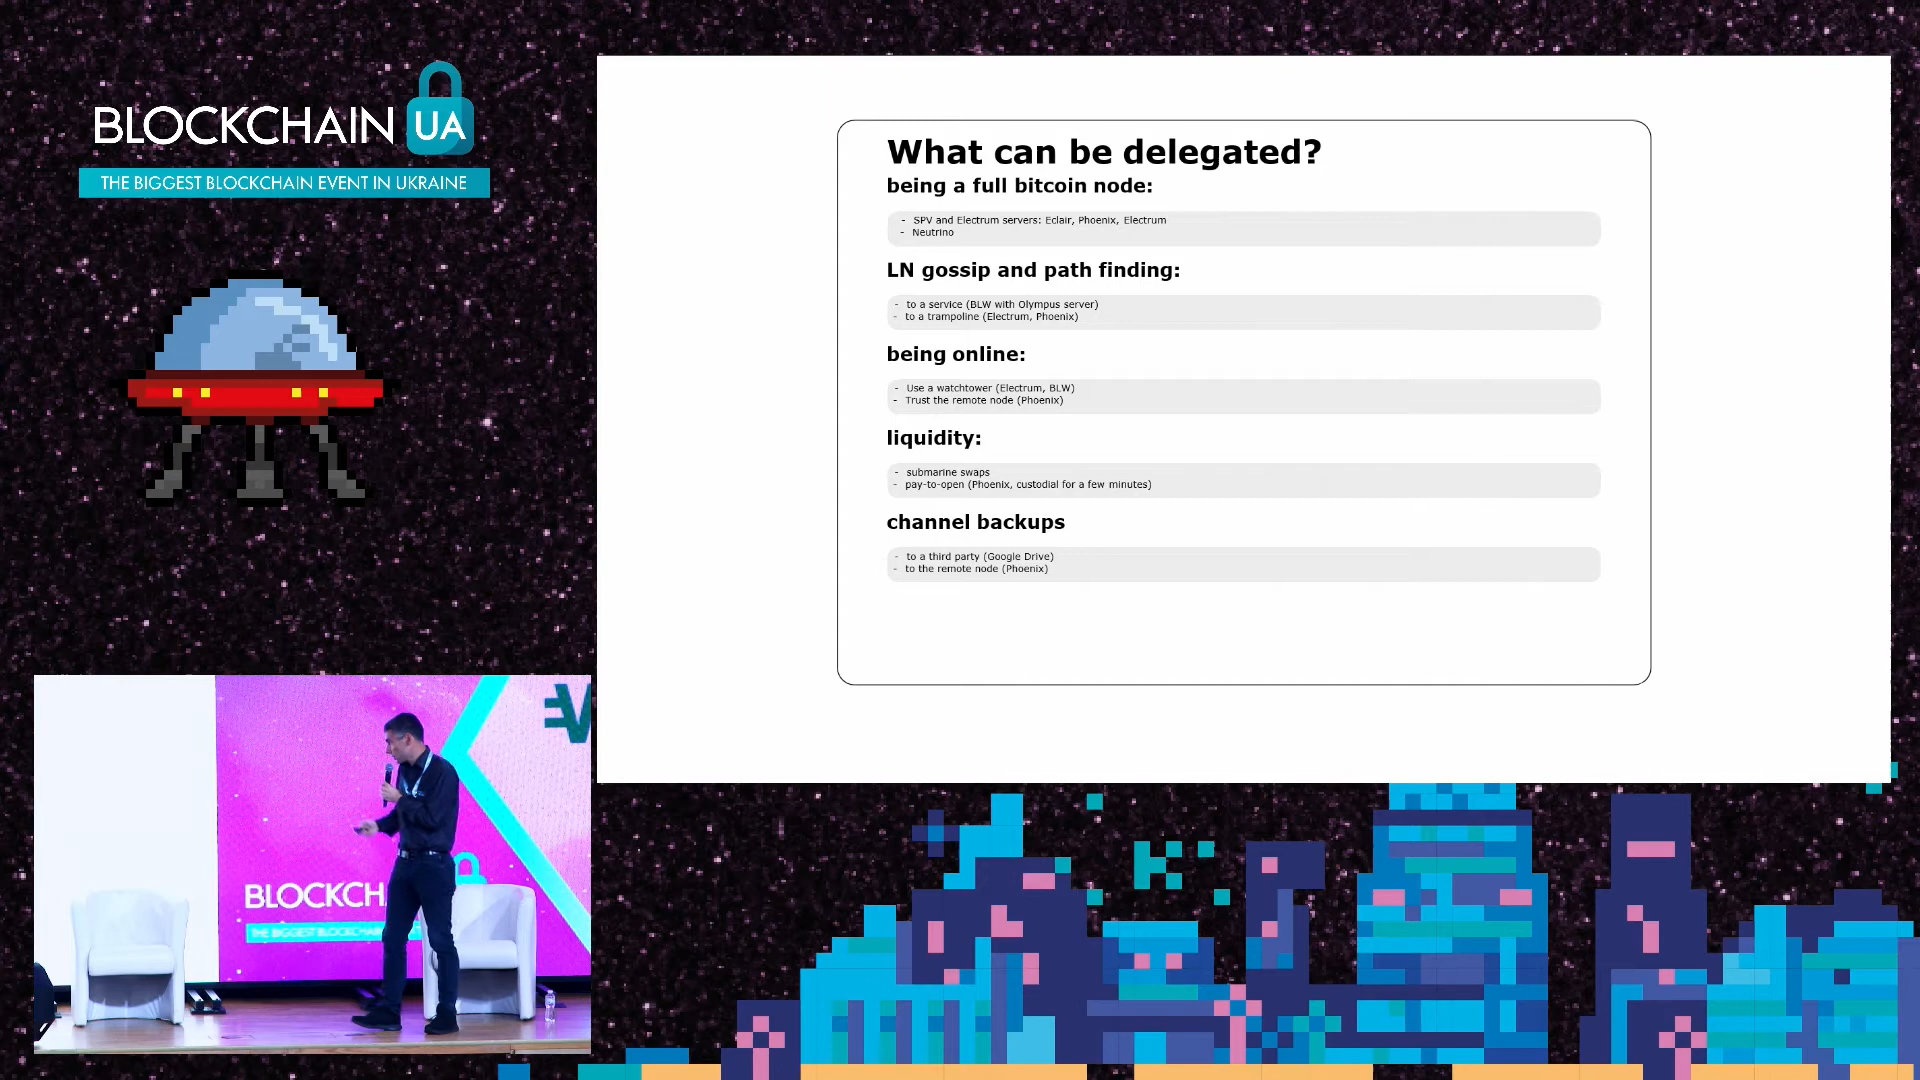 BLOCKCHAIN UA
THE BIGGEST BLOCKCHAIN EVENT IN UKRAINE
What can be delegated?
being a full bitcoin node:
- SPV and Electrum servers: Eclair, Phoenix, Electrum
- Neutrino
LN gossip and path finding:
- to a service (BLW with Olympus server)
- to a trampoline (Electrum, Phoenix)
being online:
- Use a watchtower (Electrum, BLW)
- Trust the remote node (Phoenix)
liquidity:
- submarine swaps
- pay-to-open (Phoenix, custodial for a few minutes)
channel backups
- to a third party (Google Drive)
- to the remote node (Phoenix)
BLOCKCH
THE BIGGEST BLOCKCHAIN